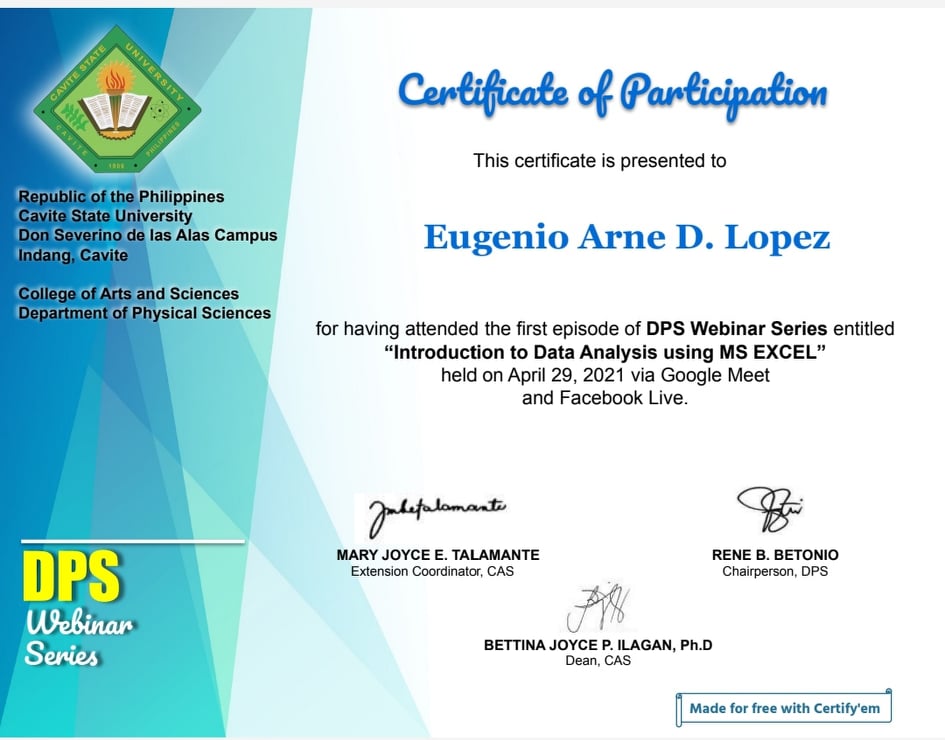 CAVITE STATE UNIVERSITY
CAVITE
1906
PHILIPPINES
Republic of the Philippines
Cavite State University
Don Severino de las Alas Campus
Indang, Cavite
College of Arts and Sciences
Department of Physical Sciences
DPS
Webinar
Series
Certificate of Participation
This certificate is presented to
Eugenio Arne D. Lopez
for having attended the first episode of DPS Webinar Series entitled
“Introduction to Data Analysis using MS EXCEL”
held on April 29, 2021 via Google Meet
and Facebook Live.
MARY JOYCE E. TALAMANTE
Extension Coordinator, CAS
RENE B. BETONIO
Chairperson, DPS
BETTINA JOYCE P. ILAGAN, Ph.D
Dean, CAS
Made for free with Certify'em